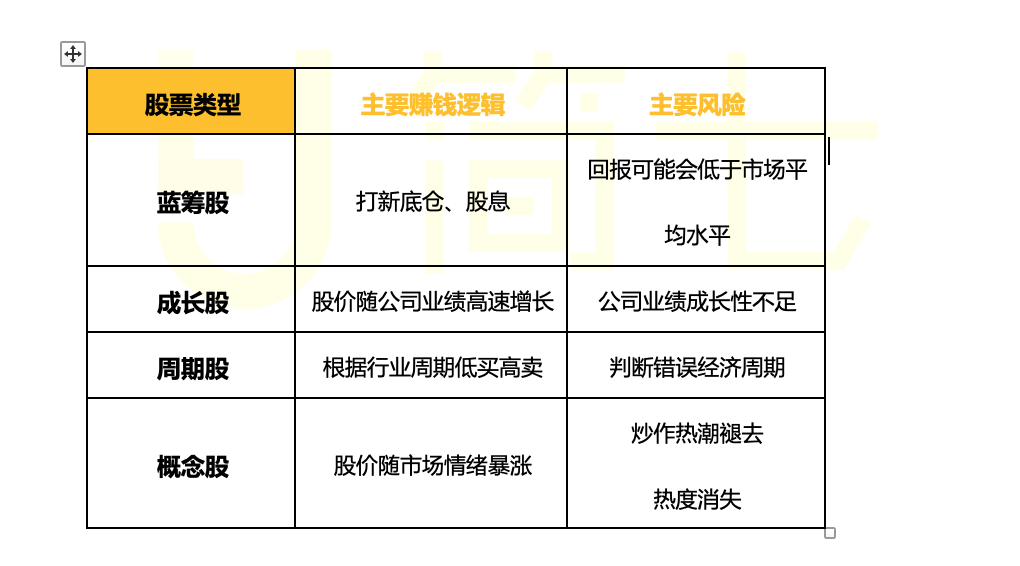 股票类型 主要赚钱逻辑 主要风险
蓝筹股 打新底仓、股息 回报可能会低于市场平
均水平
成长股 股价随公司业绩高速增长 公司业绩成长性不足
周期股 根据行业周期低买高卖 判断错误经济周期
概念股 股价随市场情绪暴涨 炒作热潮褪去
热度消失
简七